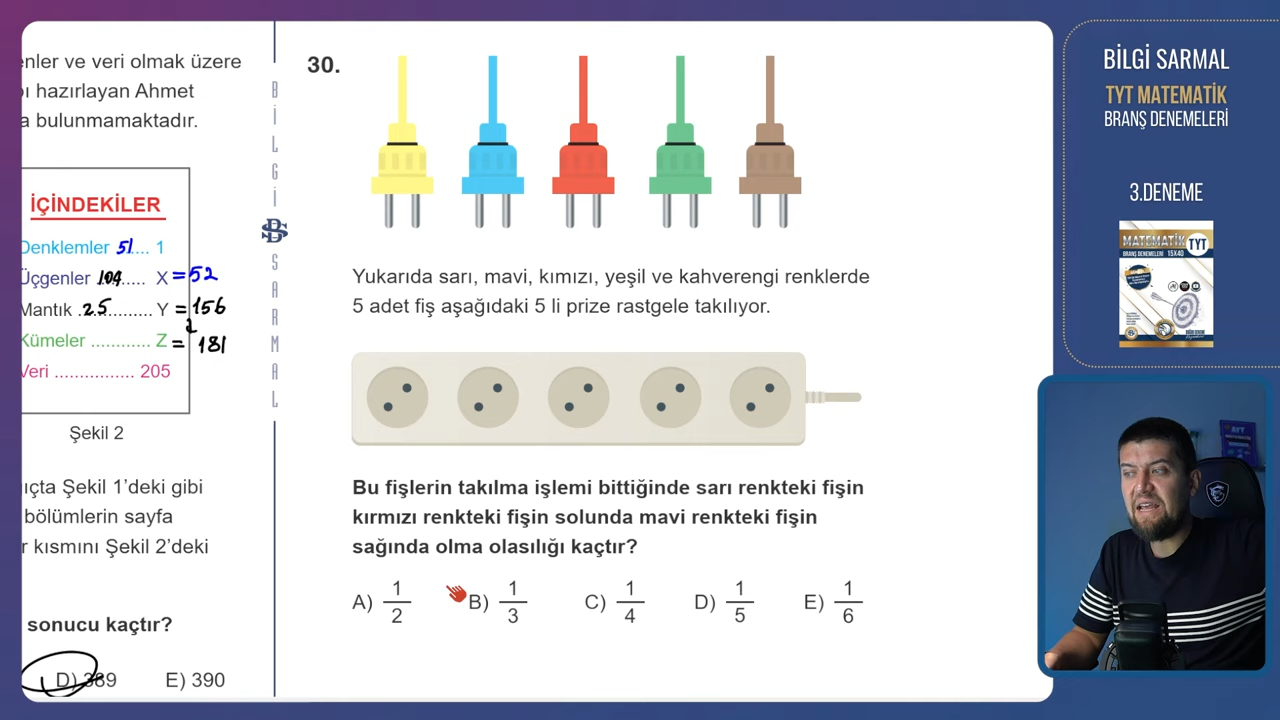 enler ve veri olmak üzere
ı hazırlayan Ahmet
a bulunmamaktadır.
İÇİNDEKİLER
Denklemler 51.... 1
Üçgenler 104...... X = 52
Mantık .25............ Y = 156
2
Kümeler ............ Z = 181
Veri ................ 205
Şekil 2
ıçta Şekil 1'deki gibi
bölümlerin sayfa
r kısmını Şekil 2'deki
sonucu kaçtır?
D) 389 E) 390
BİLGİ SARMAL
30.
Yukarıda sarı, mavi, kımızı, yeşil ve kahverengi renklerde
5 adet fiş aşağıdaki 5 li prize rastgele takılıyor.
Bu fişlerin takılma işlemi bittiğinde sarı renkteki fişin
kırmızı renkteki fişin solunda mavi renkteki fişin
sağında olma olasılığı kaçtır?
A) 1/2 B) 1/3 C) 1/4 D) 1/5 E) 1/6
BİLGİ SARMAL
TYT MATEMATİK
BRANŞ DENEMELERİ
3.DENEME
MATEMATİK TYT
BRANŞ DENEMELERİ 15X40